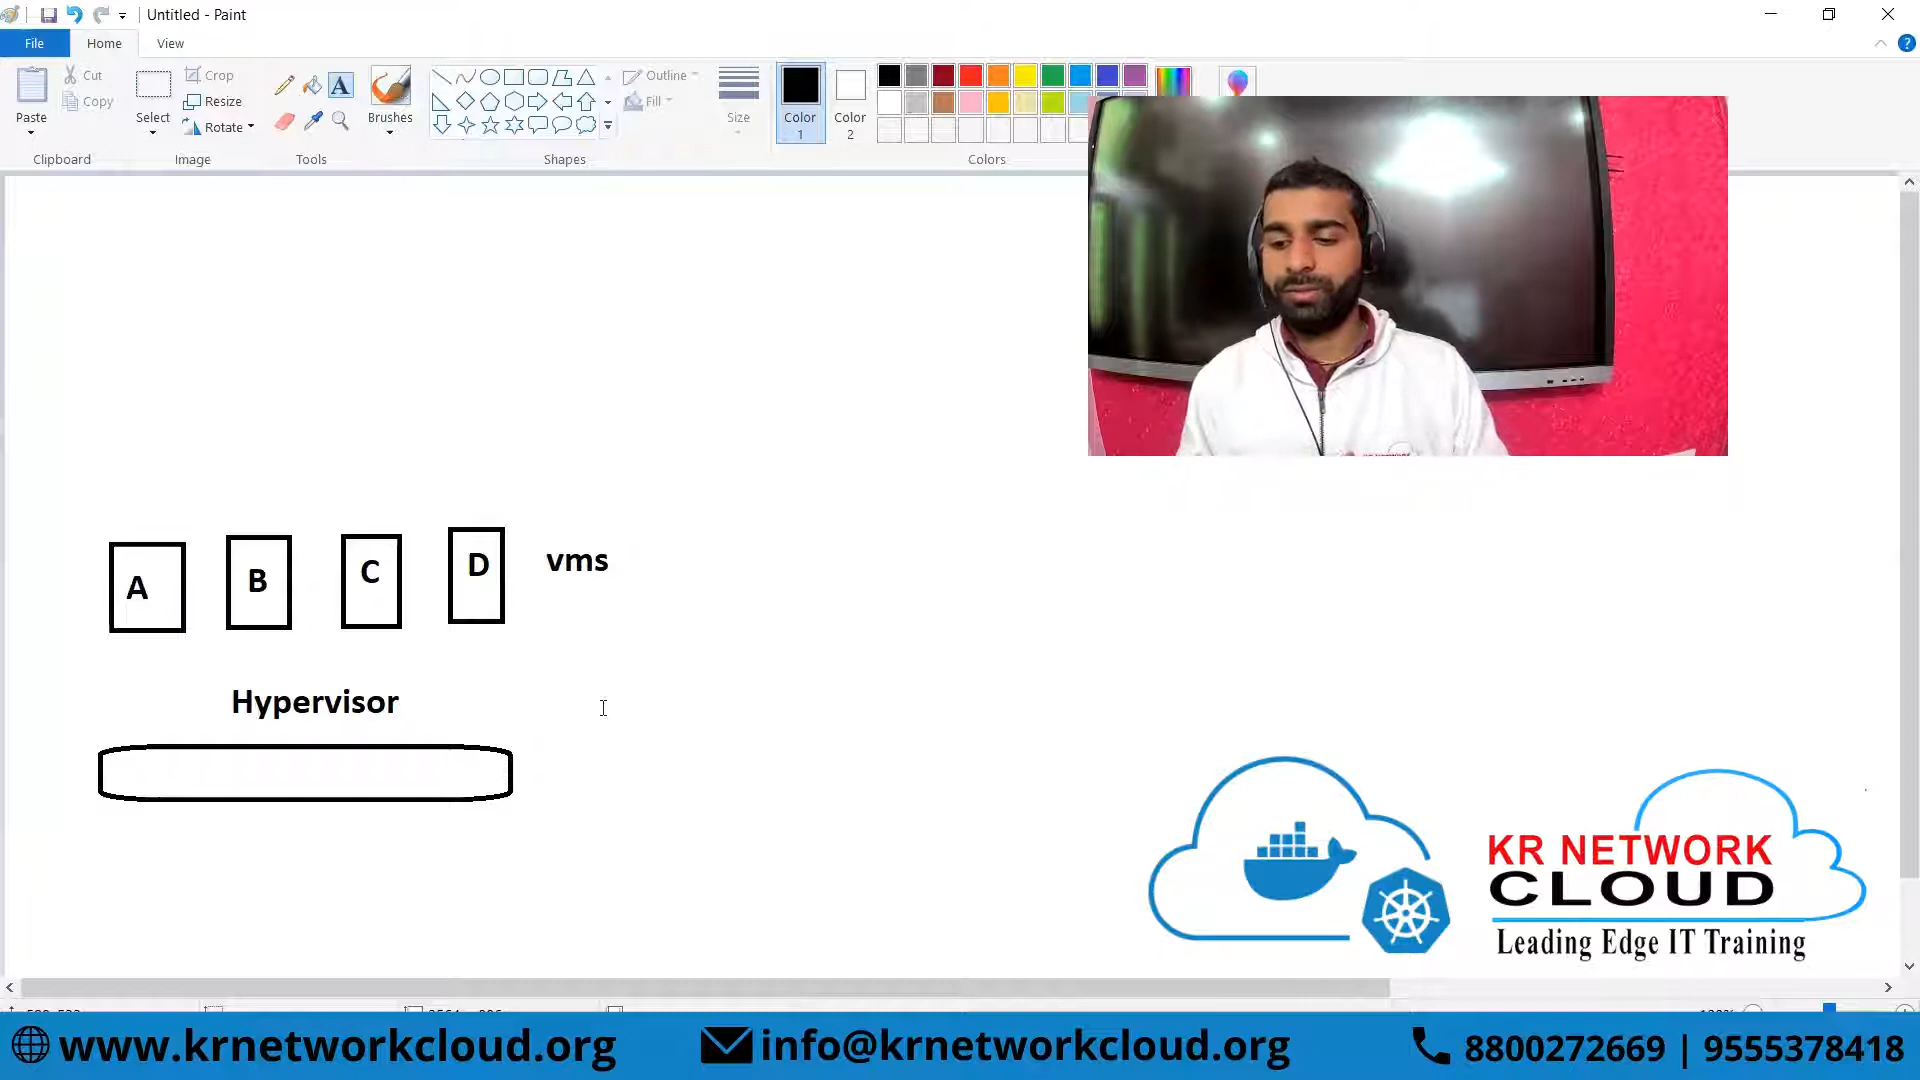 Untitled - Paint
File Home View
Paste
Cut
Copy
Clipboard
Select
Crop
Resize
Rotate
Image
A
Tools
Brushes
Shapes
Outline
Fill
Size
Color 1
Color 2
Colors
A B C D vms
Hypervisor
KR NETWORK
CLOUD
Leading Edge IT Training
www.krnetworkcloud.org info@krnetworkcloud.org 8800272669 | 9555378418